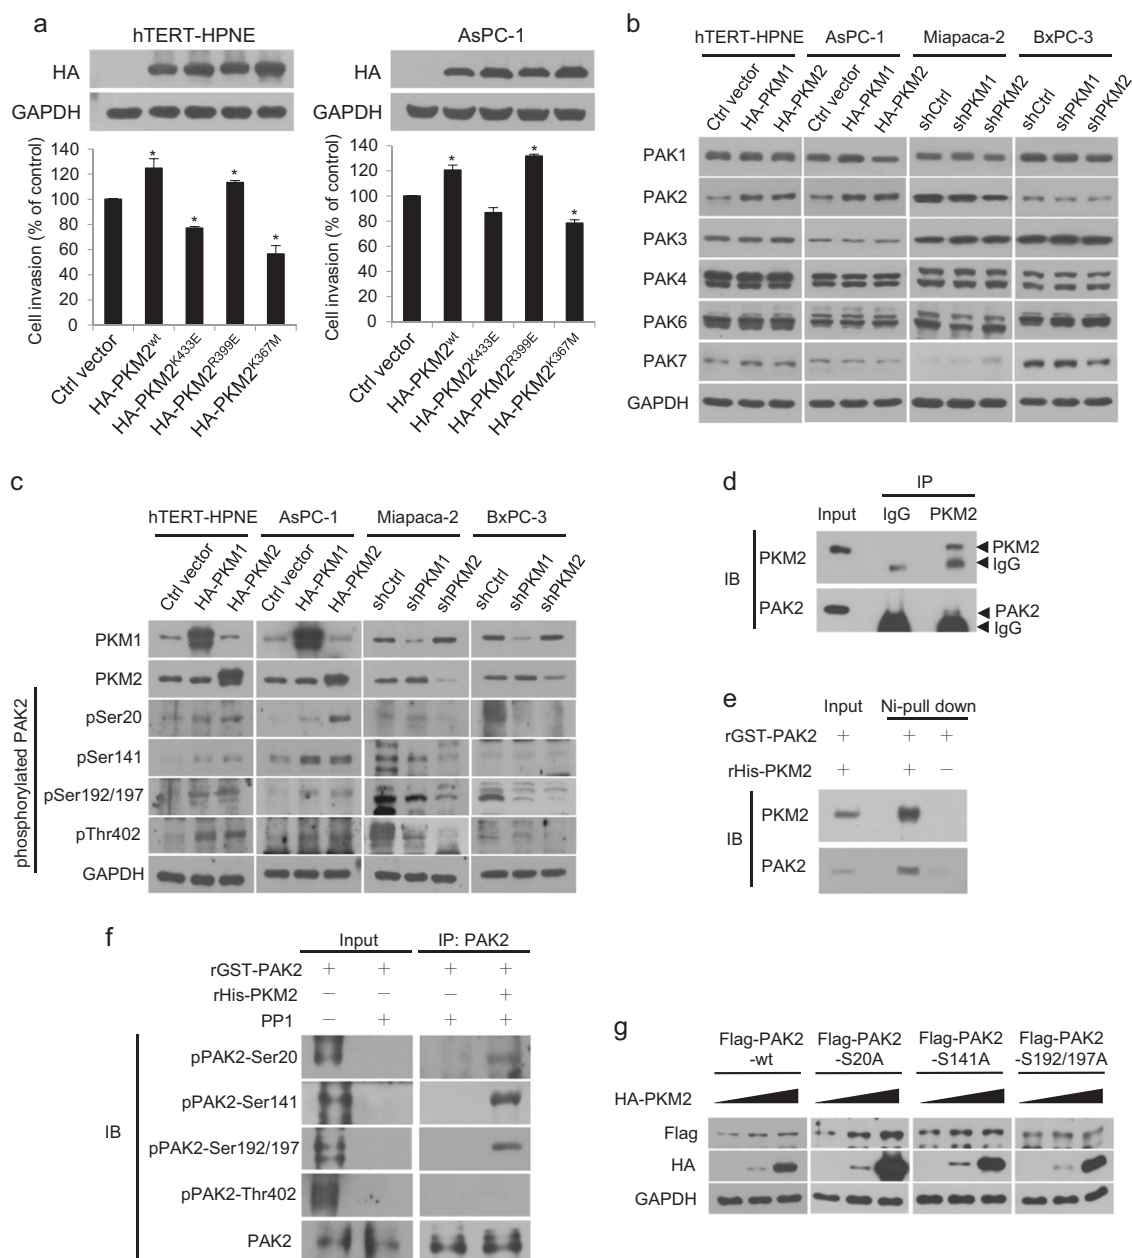 a
hTERT-HPNE
HA
GAPDH
Cell invasion (% of control)
140
120
100
80
60
40
20
0
* * * *
Ctrl vector
HA-PKM2wt
HA-PKM2K433E
HA-PKM2R399E
HA-PKM2K367M
AsPC-1
HA
GAPDH
Cell invasion (% of control)
140
120
100
80
60
40
20
0
* * *
Ctrl vector
HA-PKM2wt
HA-PKM2K433E
HA-PKM2R399E
HA-PKM2K367M
b
hTERT-HPNE AsPC-1 Miapaca-2 BxPC-3
Ctrl vector HA-PKM1 HA-PKM2 Ctrl vector HA-PKM1 HA-PKM2 shCtrl shPKM1 shPKM2 shCtrl shPKM1 shPKM2
PAK1
PAK2
PAK3
PAK4
PAK6
PAK7
GAPDH
c
hTERT-HPNE AsPC-1 Miapaca-2 BxPC-3
Ctrl vector HA-PKM1 HA-PKM2 Ctrl vector HA-PKM1 HA-PKM2 shCtrl shPKM1 shPKM2 shCtrl shPKM1 shPKM2
PKM1
PKM2
phosphorylated PAK2
pSer20
pSer141
pSer192/197
pThr402
GAPDH
d
IP
Input IgG PKM2
IB
PKM2 PKM2
IgG
PAK2 PAK2
IgG
e
Input Ni-pull down
rGST-PAK2 + + +
rHis-PKM2 + + −
IB
PKM2
PAK2
f
Input IP: PAK2
rGST-PAK2 + + + +
rHis-PKM2 − − − +
PP1 − + + +
IB
pPAK2-Ser20
pPAK2-Ser141
pPAK2-Ser192/197
pPAK2-Thr402
PAK2
g
Flag-PAK2 Flag-PAK2 Flag-PAK2 Flag-PAK2
-wt -S20A -S141A -S192/197A
HA-PKM2
Flag
HA
GAPDH